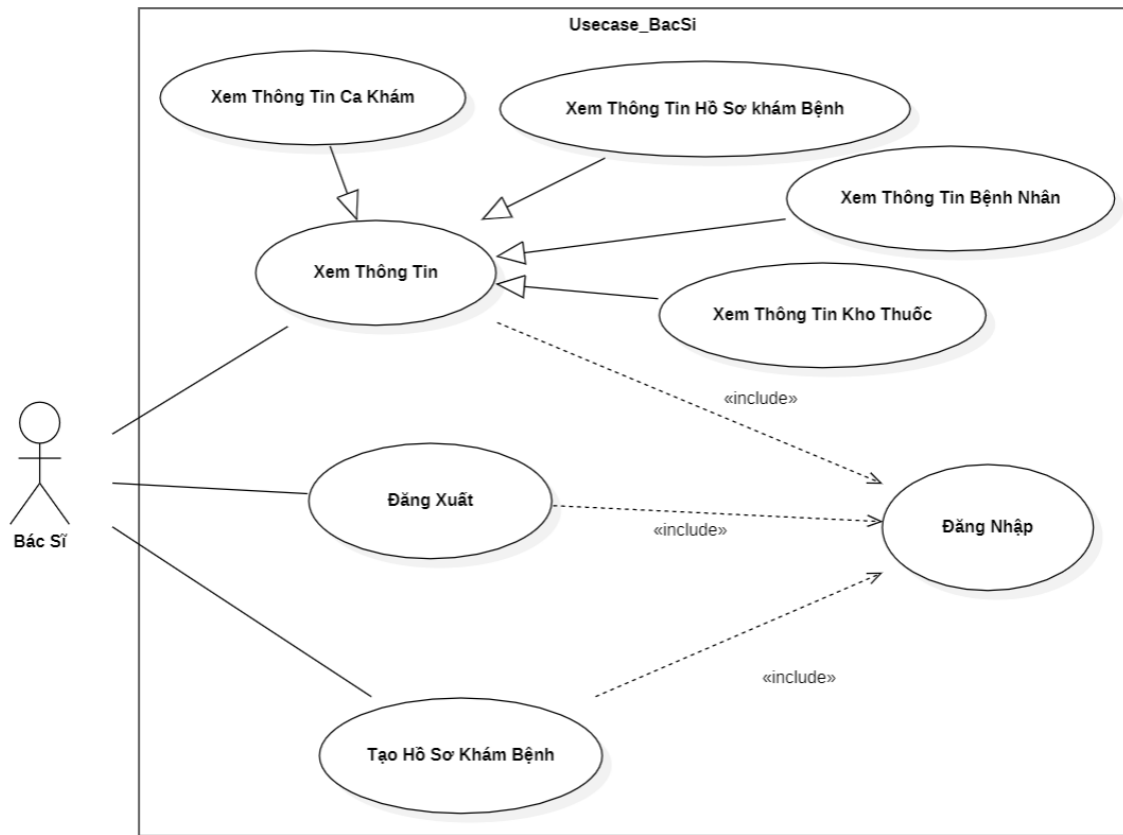 Usecase_BacSi
Xem Thông Tin Ca Khám
Xem Thông Tin Hồ Sơ khám Bệnh
Xem Thông Tin Bệnh Nhân
Xem Thông Tin
Xem Thông Tin Kho Thuốc
«include»
Đăng Xuất
«include»
Đăng Nhập
Bác Sĩ
«include»
Tạo Hồ Sơ Khám Bệnh